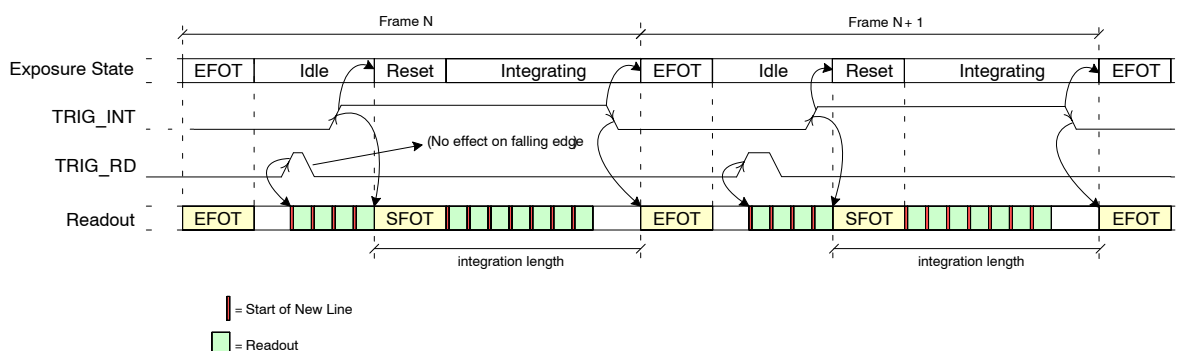 Frame N
Frame N+ 1
Exposure State
EFOT
Idle
Reset
Integrating
EFOT
Idle
Reset
Integrating
EFOT
TRIG_INT
(No effect on falling edge)
TRIG_RD
Readout
EFOT
SFOT
EFOT
SFOT
EFOT
integration length
integration length
= Start of New Line
= Readout